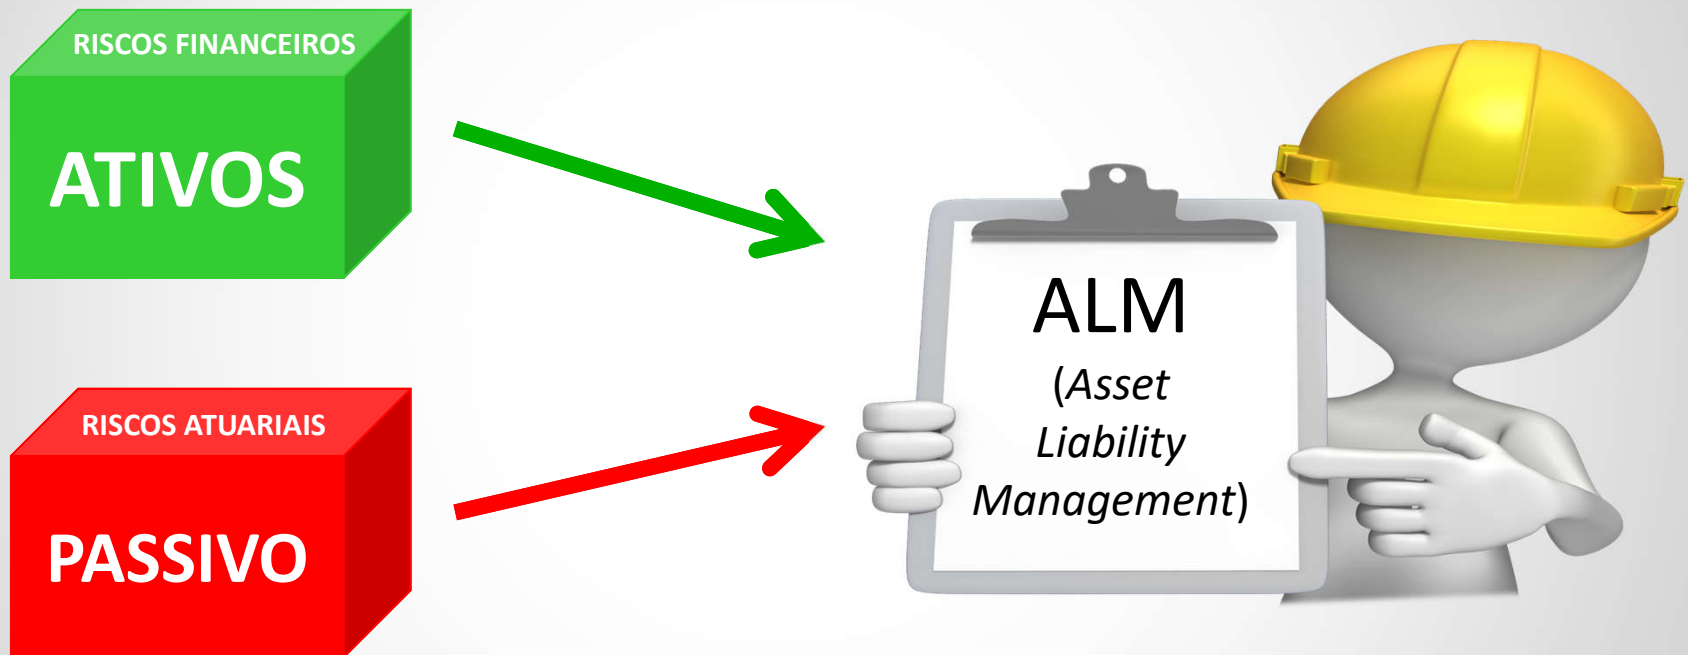 RISCOS FINANCEIROS
ATIVOS
RISCOS ATUARIAIS
PASSIVO
ALM
(Asset
Liability
Management)